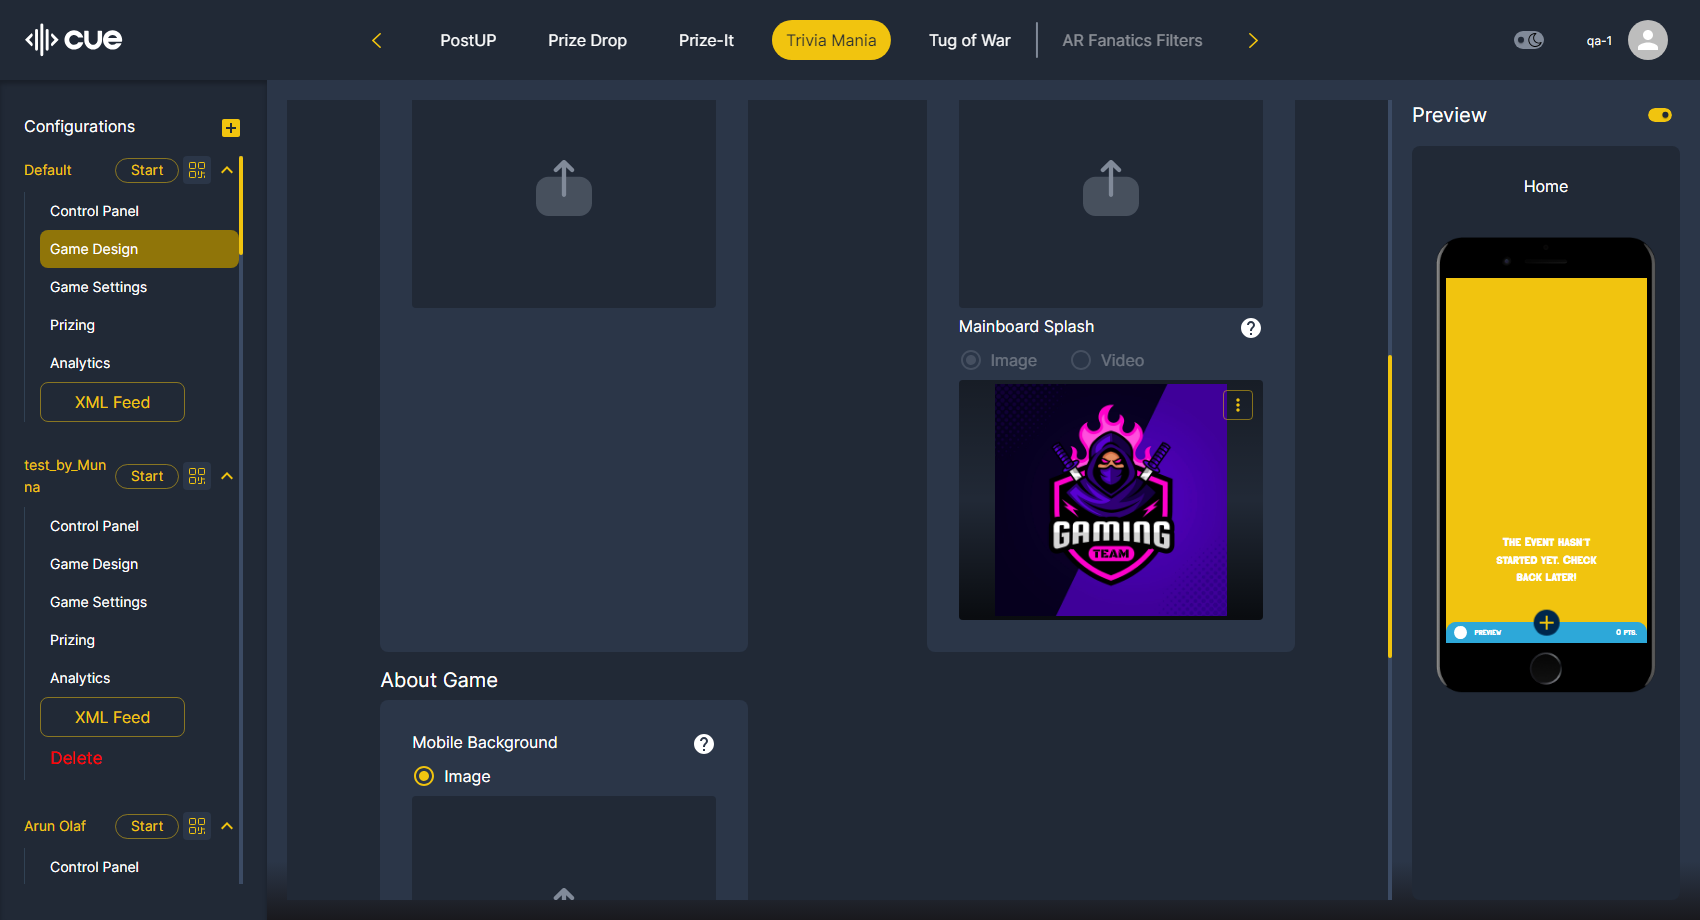 cue
PostUP
Prize Drop
Prize-It
Trivia Mania
Tug of War
AR Fanatics Filters
qa-1
Configurations
Default
Start
Control Panel
Game Design
Game Settings
Prizing
Analytics
XML Feed
test_by_Mun
na
Start
Control Panel
Game Design
Game Settings
Prizing
Analytics
XML Feed
Delete
Arun Olaf
Start
Control Panel
Mainboard Splash
?
Image
Video
GAMING
TEAM
About Game
Mobile Background
?
Image
Preview
Home
The Event hasn't
started yet. Check
back later!
PREVIEW
0 PTS.